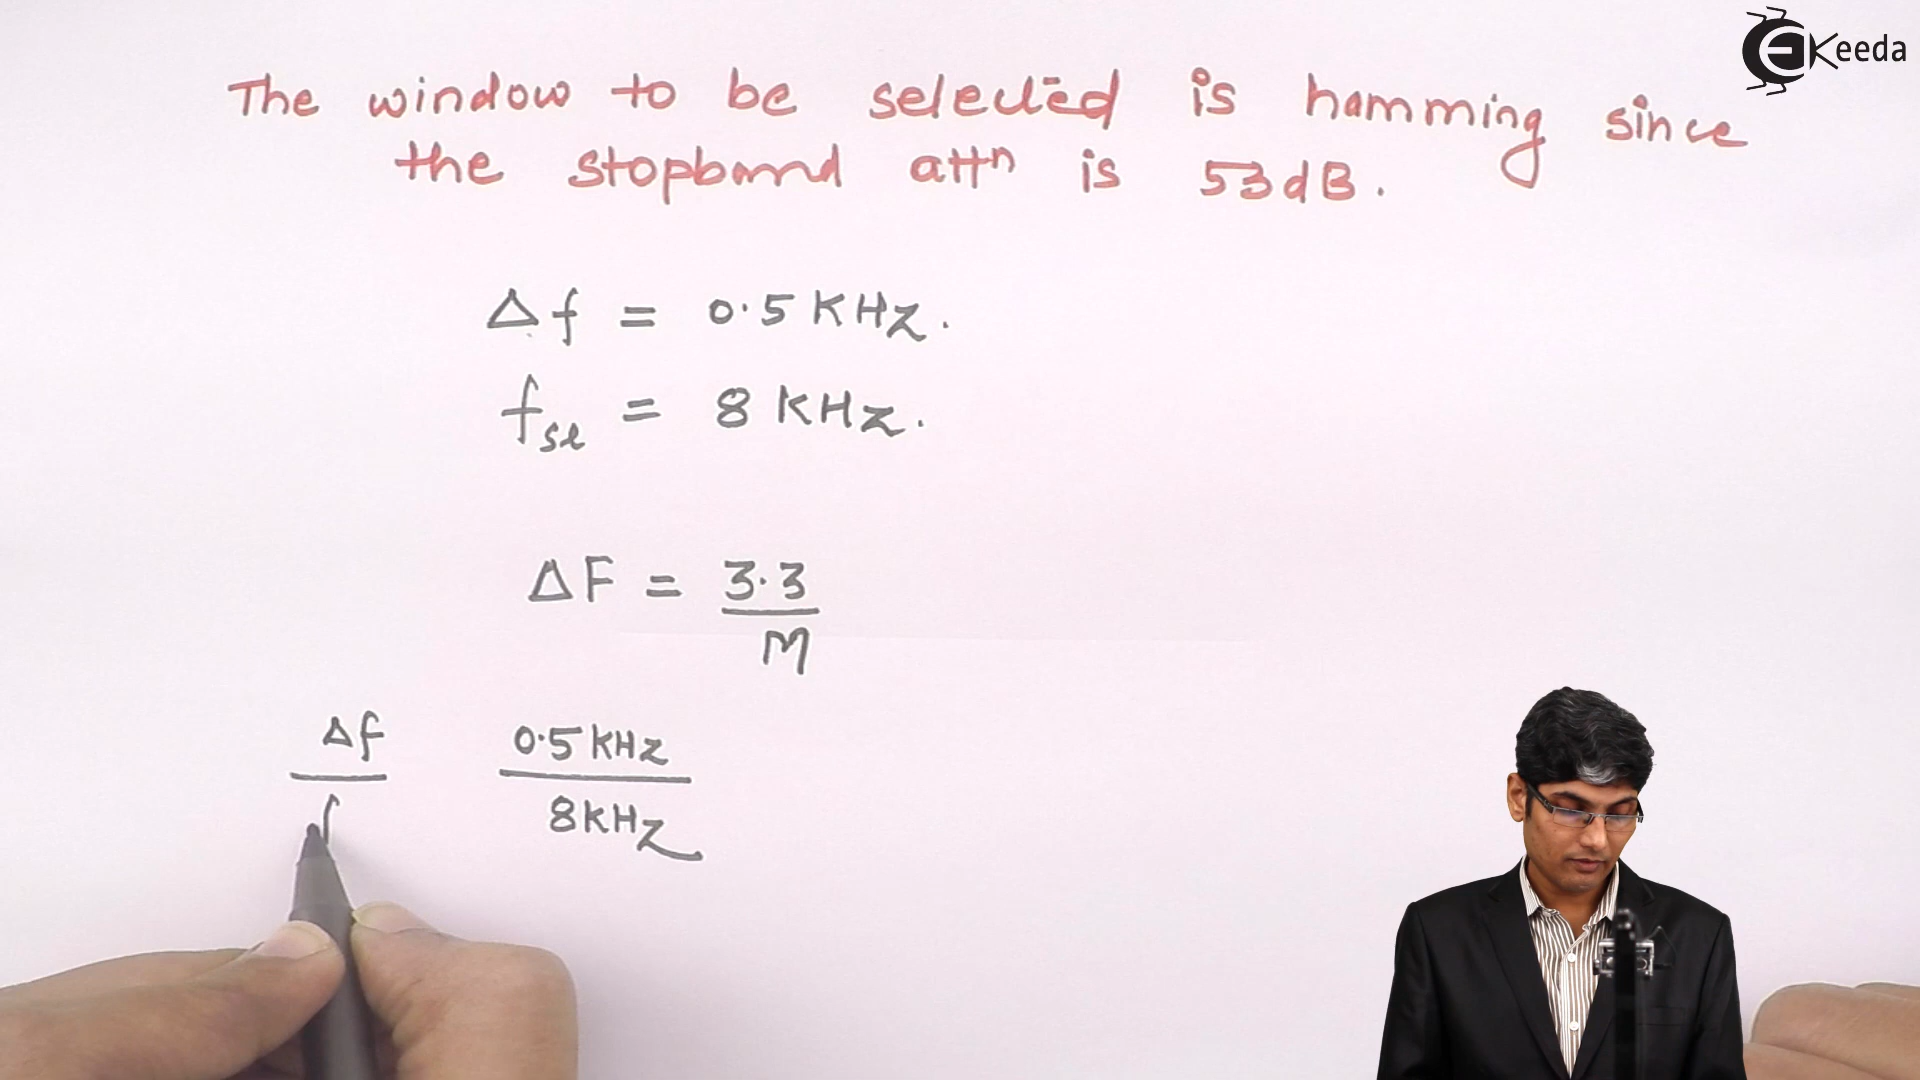 EKeeda
The window to be selected is hamming since
the stopband attⁿ is 53dB.
Δf = 0.5 KHz.
fse = 8 KHz.
ΔF = 3.3
M
Δf 0.5 KHz
f 8KHz